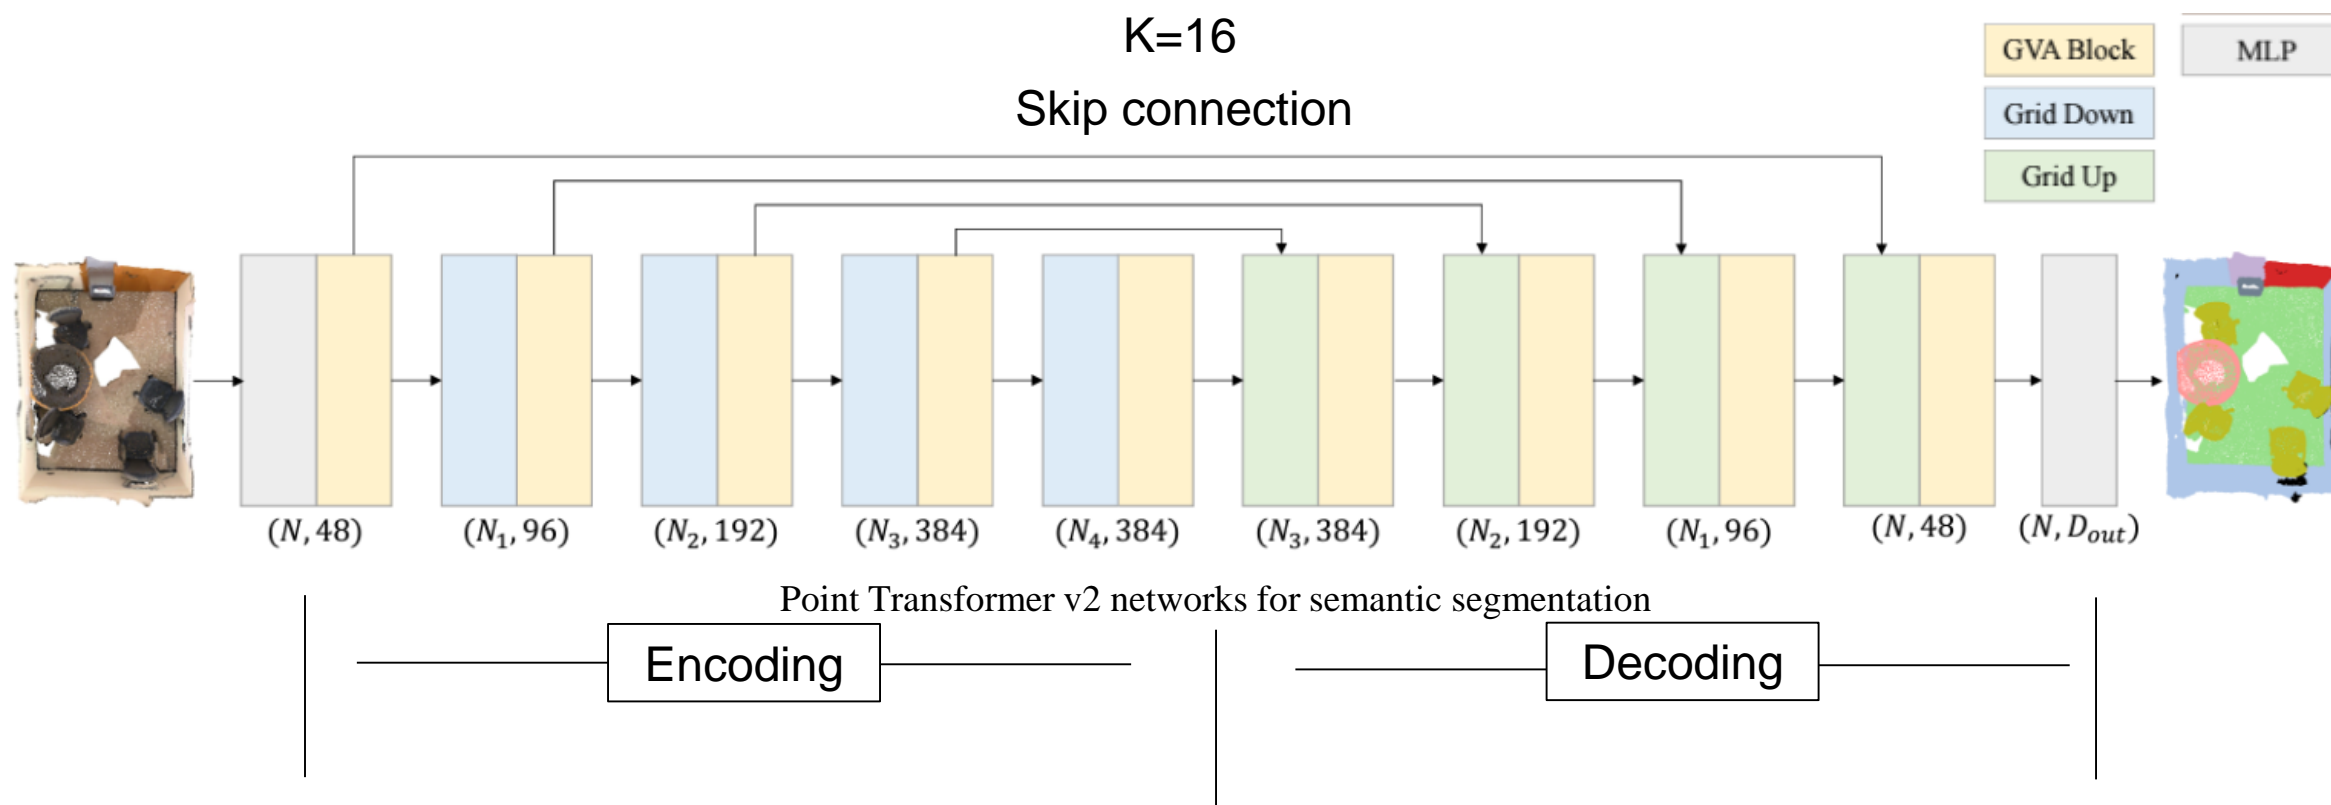 K=16
Skip connection
GVA Block
MLP
Grid Down
Grid Up
(N, 48)
(N₁, 96)
(N₂, 192)
(N₃, 384)
(N₄, 384)
(N₃, 384)
(N₂, 192)
(N₁, 96)
(N, 48)
(N, D_out)
Point Transformer v2 networks for semantic segmentation
Encoding
Decoding